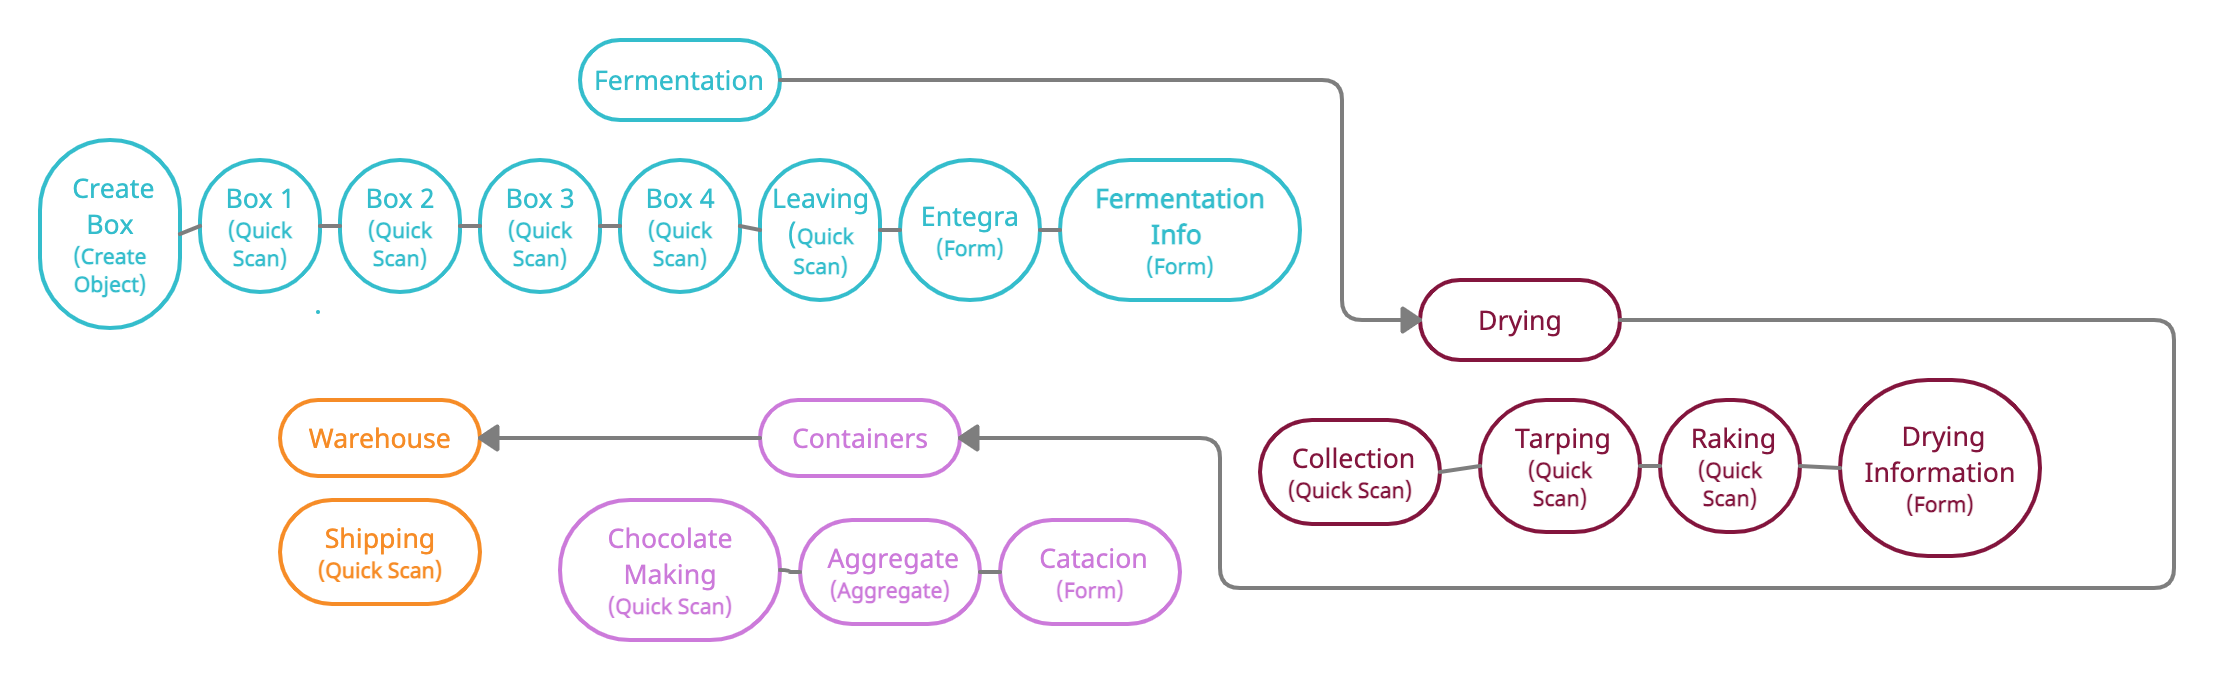 Fermentation
Create
Box
(Create
Object)
Box 1
(Quick
Scan)
Box 2
(Quick
Scan)
Box 3
(Quick
Scan)
Box 4
(Quick
Scan)
Leaving
(Quick
Scan)
Entegra
(Form)
Fermentation
Info
(Form)
Drying
Collection
(Quick Scan)
Tarping
(Quick
Scan)
Raking
(Quick
Scan)
Drying
Information
(Form)
Warehouse
Containers
Shipping
(Quick Scan)
Chocolate
Making
(Quick Scan)
Aggregate
(Aggregate)
Catacion
(Form)